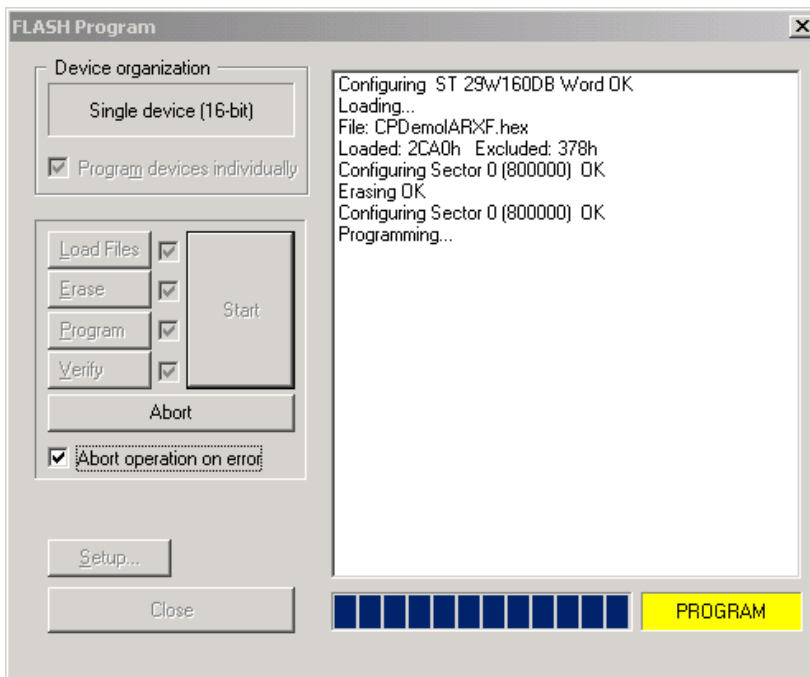 FLASH Program
Device organization
Single device (16-bit)
Program devices individually
Load Files
Erase
Program
Verify
Start
Abort
Abort operation on error
Setup...
Close
Configuring ST 29W160DB Word OK
Loading...
File: CPDemoIARXF.hex
Loaded: 2CA0h Excluded: 378h
Configuring Sector 0 (800000) OK
Erasing OK
Configuring Sector 0 (800000) OK
Programming...
PROGRAM